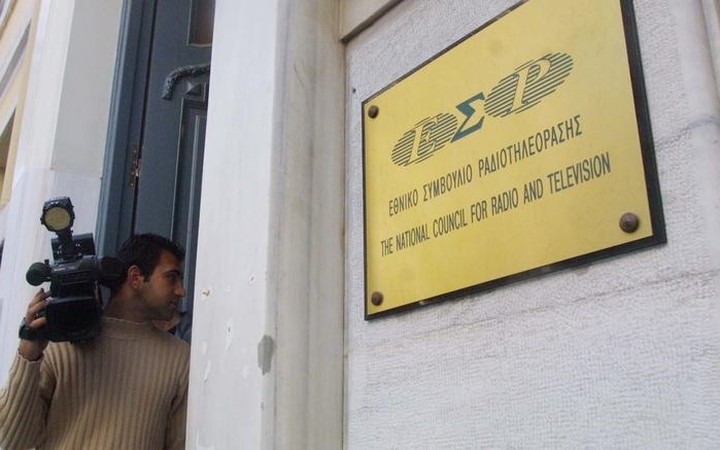 ΕΣΡ
ΕΘΝΙΚΟ ΣΥΜΒΟΥΛΙΟ ΡΑΔΙΟΤΗΛΕΟΡΑΣΗΣ
THE NATIONAL COUNCIL FOR RADIO AND TELEVISION